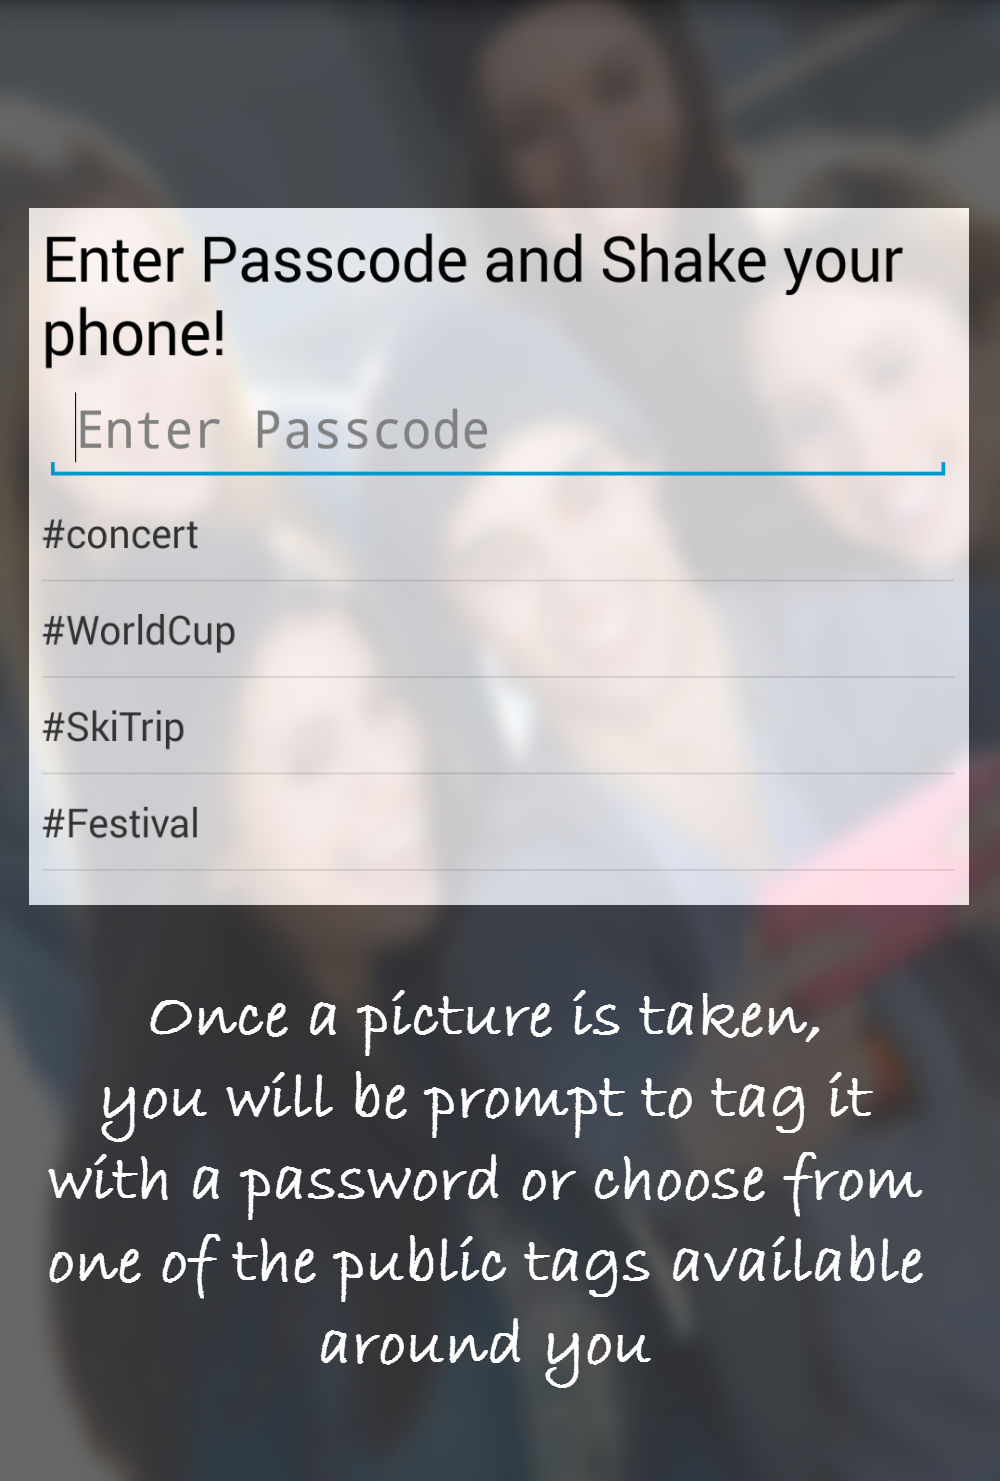 Enter Passcode and Shake your
phone!
Enter Passcode
#concert
#WorldCup
#SkiTrip
#Festival
Once a picture is taken,
you will be prompt to tag it
with a password or choose from
one of the public tags available
around you